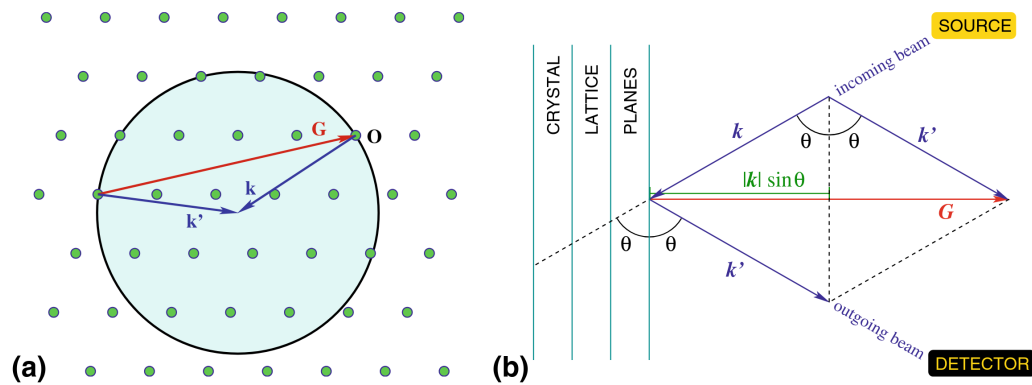 (a)
G
O
k
k’
(b)
CRYSTAL
LATTICE
PLANES
SOURCE
incoming beam
k
θ
θ
k’
|k| sinθ
G
θ
θ
k’
outgoing beam
DETECTOR